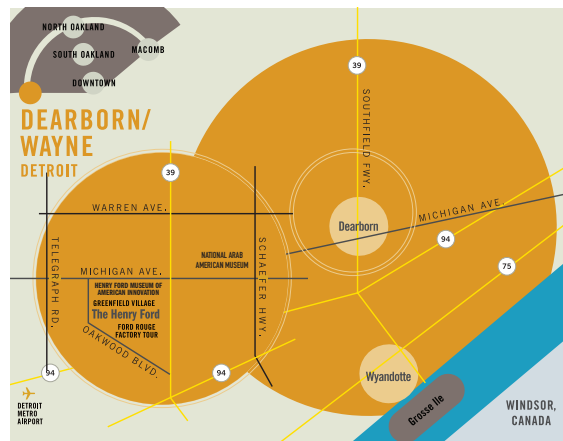 NORTH OAKLAND
SOUTH OAKLAND
MACOMB
DOWNTOWN
DEARBORN/
WAYNE
DETROIT
39
SOUTHFIELD FWY.
39
WARREN AVE.
Dearborn
MICHIGAN AVE.
94
75
TELEGRAPH RD.
MICHIGAN AVE.
NATIONAL ARAB
AMERICAN MUSEUM
SCHAEFER HWY.
HENRY FORD MUSEUM OF
AMERICAN INNOVATION
GREENFIELD VILLAGE
The Henry Ford
FORD ROUGE
FACTORY TOUR
OAKWOOD BLVD.
94
94
Wyandotte
Grosse Ile
DETROIT
METRO
AIRPORT
WINDSOR,
CANADA